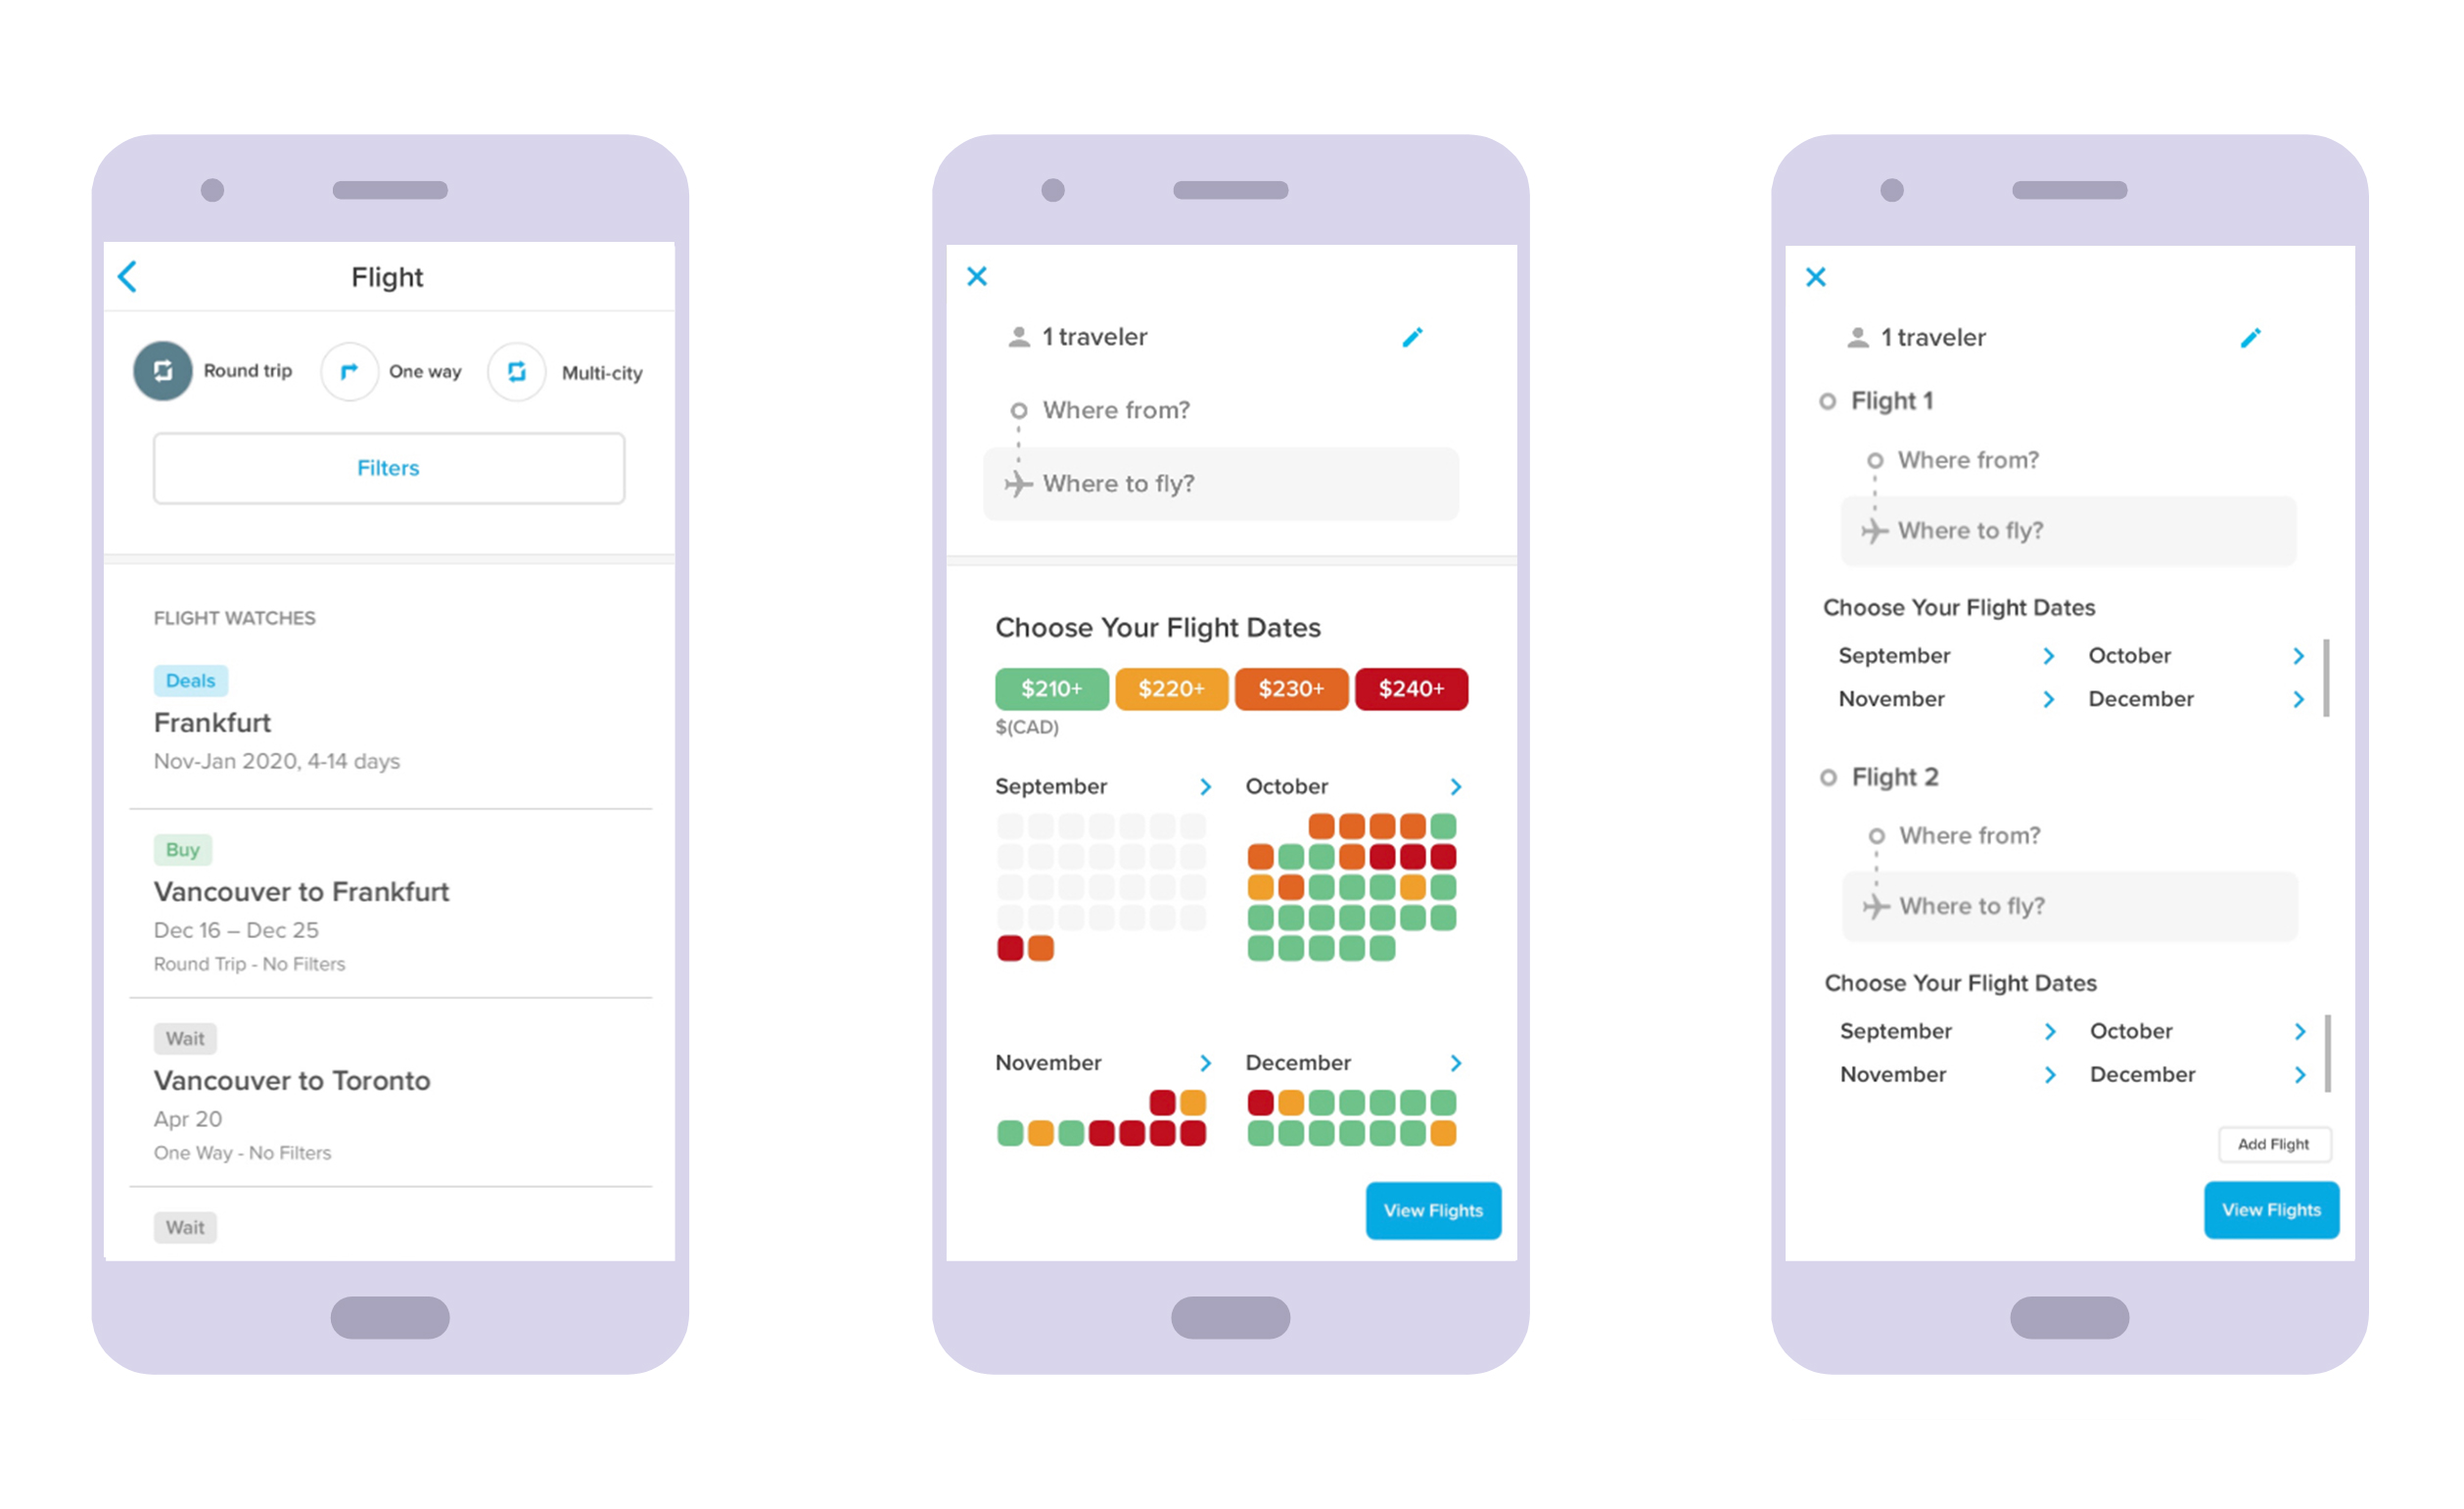 Flight
Round trip
One way
Multi-city
Filters
FLIGHT WATCHES
Deals
Frankfurt
Nov-Jan 2020, 4-14 days
Buy
Vancouver to Frankfurt
Dec 16 – Dec 25
Round Trip - No Filters
Wait
Vancouver to Toronto
Apr 20
One Way - No Filters
Wait
1 traveler
Where from?
Where to fly?
Choose Your Flight Dates
$210+ $220+ $230+ $240+
$(CAD)
September October
November December
View Flights
1 traveler
Flight 1
Where from?
Where to fly?
Choose Your Flight Dates
September October
November December
Flight 2
Where from?
Where to fly?
Choose Your Flight Dates
September October
November December
Add Flight
View Flights